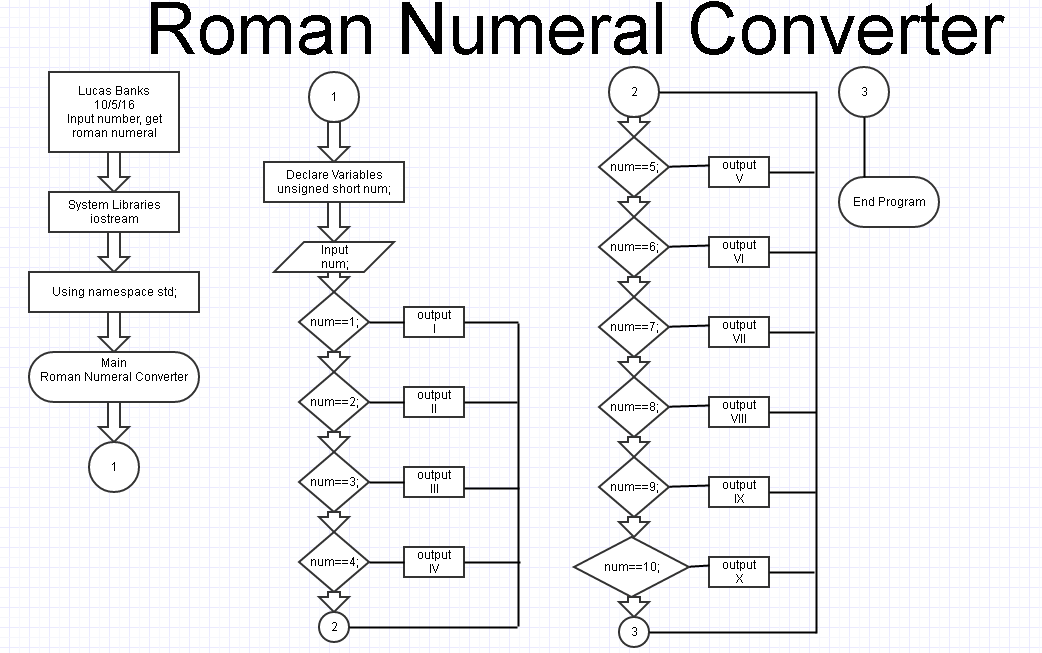 Roman Numeral Converter
Lucas Banks
10/5/16
Input number, get
roman numeral
System Libraries
iostream
Using namespace std;
Main
Roman Numeral Converter
1
1
Declare Variables
unsigned short num;
Input
num;
num==1;
output
I
num==2;
output
II
num==3;
output
III
num==4;
output
IV
2
2
num==5;
output
V
num==6;
output
VI
num==7;
output
VII
num==8;
output
VIII
num==9;
output
IX
num==10;
output
X
3
3
End Program